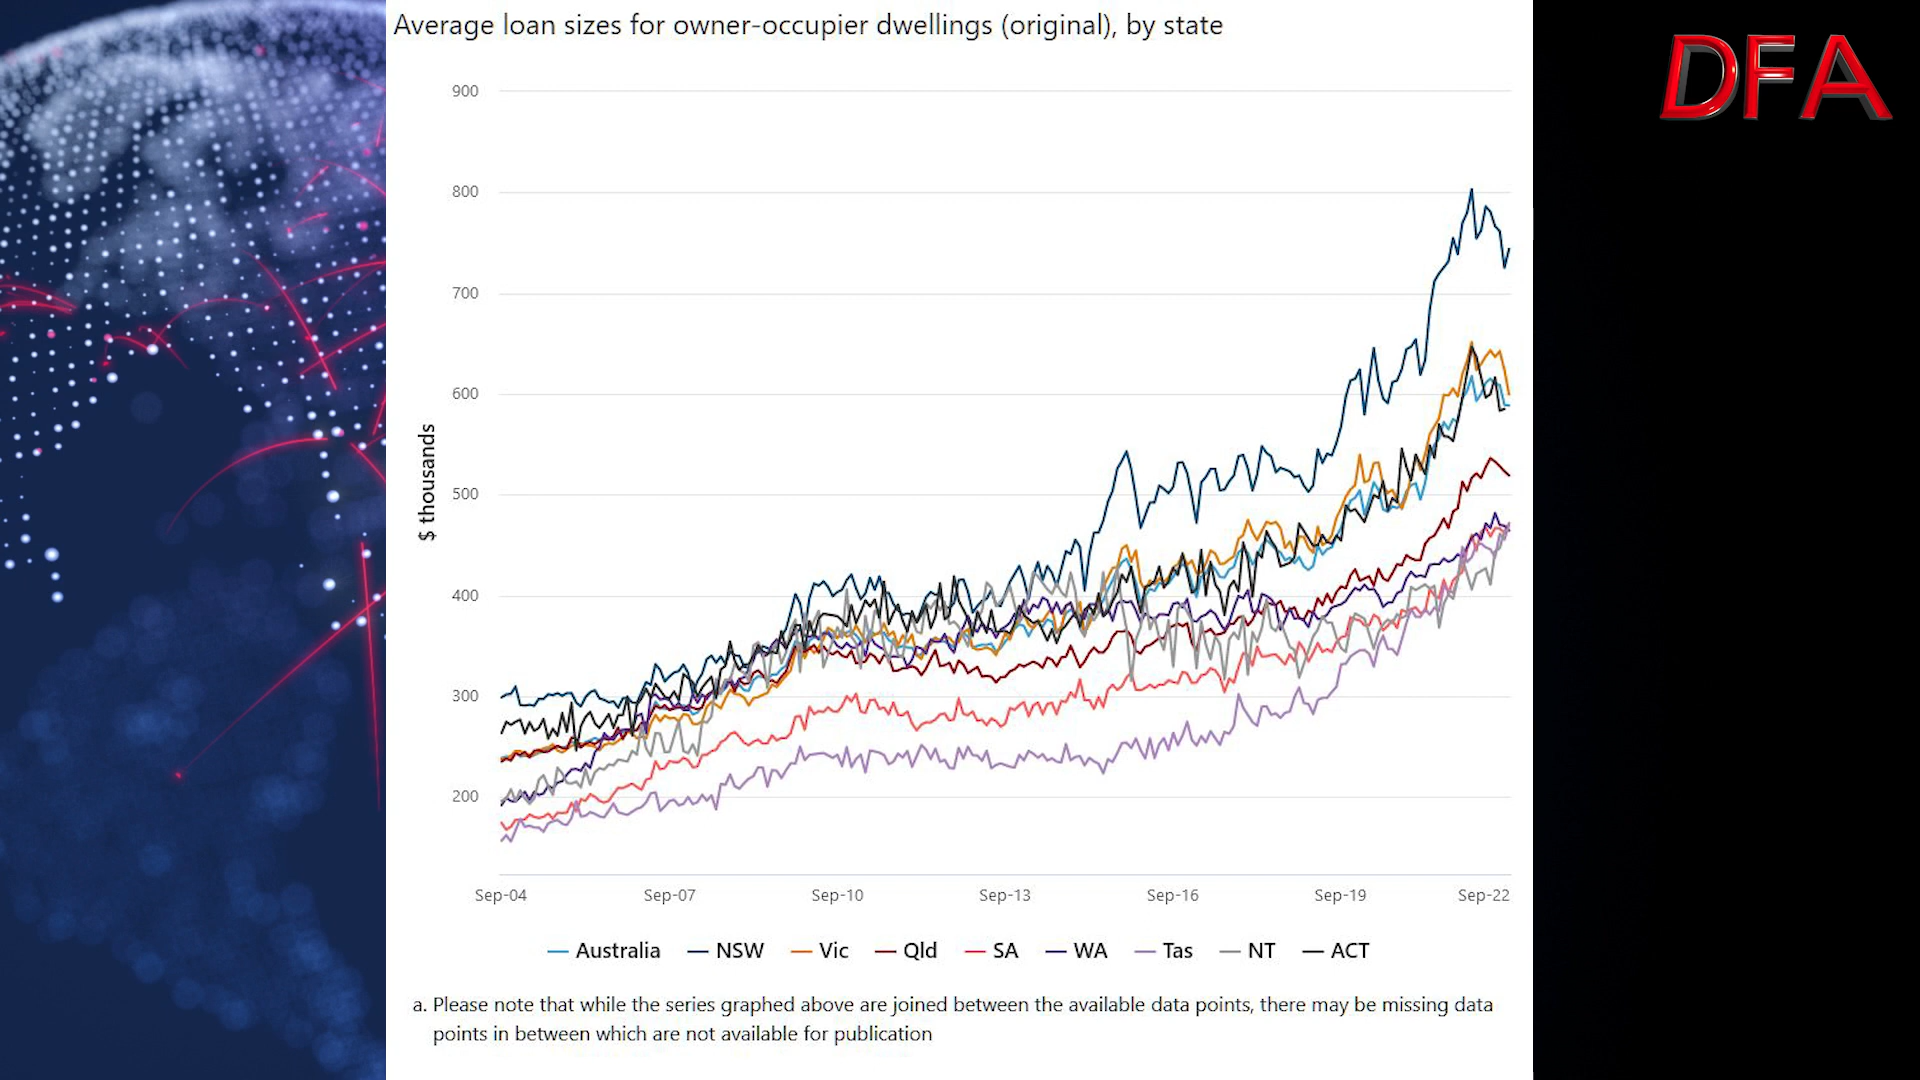 Average loan sizes for owner-occupier dwellings (original), by state
DFA
900
800
700
600
500
400
300
200
$ thousands
Sep-04 Sep-07 Sep-10 Sep-13 Sep-16 Sep-19 Sep-22
Australia NSW Vic Qld SA WA Tas NT ACT
a. Please note that while the series graphed above are joined between the available data points, there may be missing data
points in between which are not available for publication